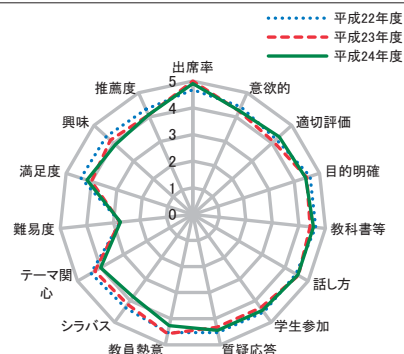 平成22年度
平成23年度
平成24年度
出席率
意欲的
適切評価
目的明確
教科書等
話し方
学生参加
質疑応答
教員熱意
シラバス
テーマ関
心
難易度
満足度
興味
推薦度
5
4
3
2
1
0